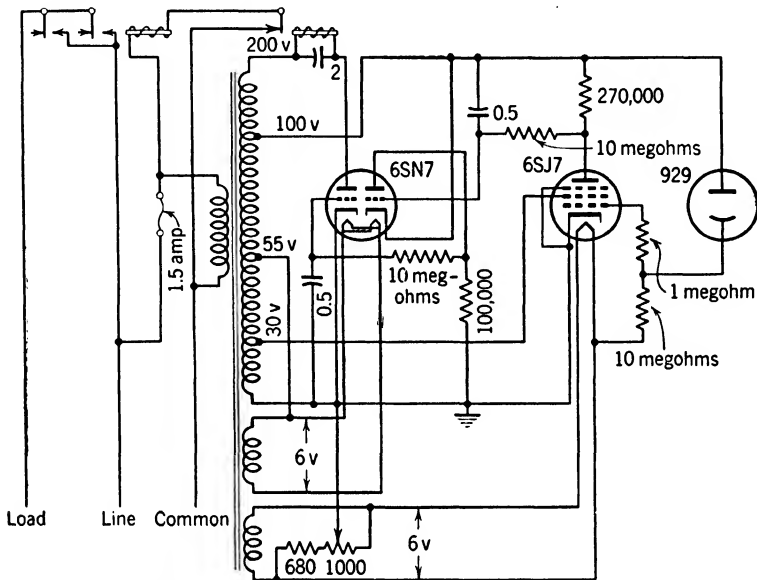 200 v
2
100 v
0.5
270,000
10 megohms
6SN7
6SJ7
929
1.5 amp
55 v
10 meg-
ohms
0.5
30 v
100,000
1 megohm
10 megohms
6 v
Load
Line
Common
680
1000
6 v